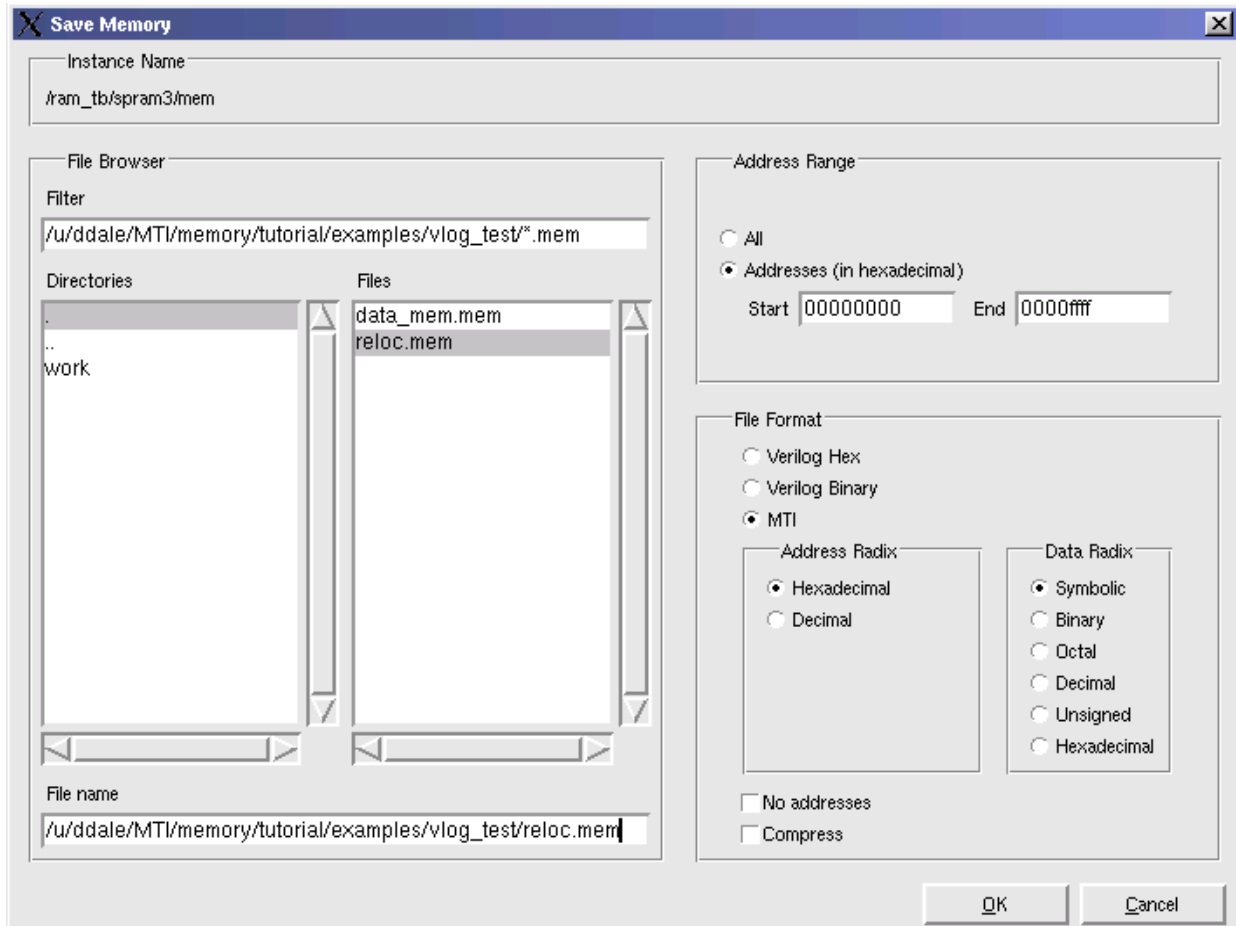 Save Memory
Instance Name
/ram_tb/spram3/mem
File Browser
Filter
/u/ddale/MTI/memory/tutorial/examples/vlog_test/*.mem
Directories
.
..
work
Files
data_mem.mem
reloc.mem
File name
/u/ddale/MTI/memory/tutorial/examples/vlog_test/reloc.mem
Address Range
All
Addresses (in hexadecimal)
Start 00000000 End 0000ffff
File Format
Verilog Hex
Verilog Binary
MTI
Address Radix
Hexadecimal
Decimal
Data Radix
Symbolic
Binary
Octal
Decimal
Unsigned
Hexadecimal
No addresses
Compress
OK Cancel